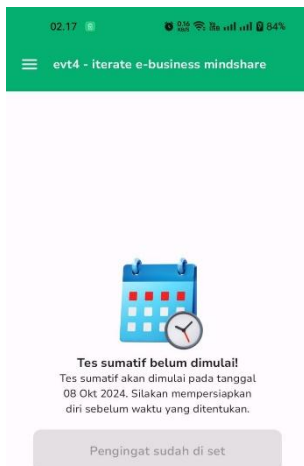 02.17 84%
evt4 - iterate e-business mindshare
Tes sumatif belum dimulai!
Tes sumatif akan dimulai pada tanggal
08 Okt 2024. Silakan mempersiapkan
diri sebelum waktu yang ditentukan.
Pengingat sudah di set